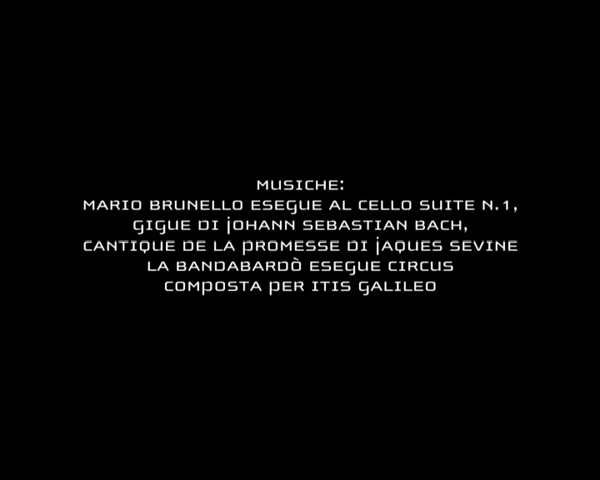 MUSICHE:
MARIO BRUNELLO ESEGUE AL CELLO SUITE N.1,
GIGUE DI JOHANN SEBASTIAN BACH,
CANTIQUE DE LA PROMESSE DI JAQUES SEVINE
LA BANDABARDÒ ESEGUE CIRCUS
COMPOSTA PER ITIS GALILEO